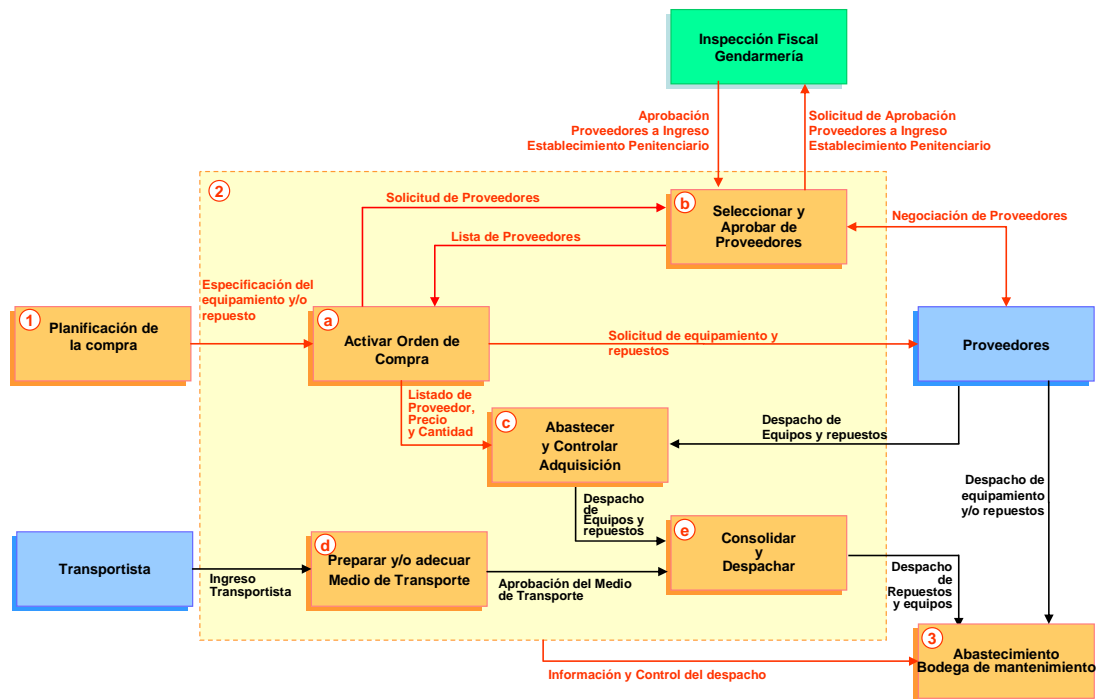 Inspección Fiscal
Gendarmería
Aprobación
Proveedores a Ingreso
Establecimiento Penitenciario
Solicitud de Aprobación
Proveedores a Ingreso
Establecimiento Penitenciario
2
Solicitud de Proveedores
b
Seleccionar y
Aprobar de
Proveedores
Negociación de Proveedores
Lista de Proveedores
Especificación del
equipamiento y/o
repuesto
1
Planificación de
la compra
a
Activar Orden de
Compra
Solicitud de equipamiento y
repuestos
Proveedores
Listado de
Proveedor,
Precio
y Cantidad
c
Abastecer
y Controlar
Adquisición
Despacho de
Equipos y repuestos
Despacho de
equipamiento
y/o repuestos
Despacho
de
Equipos y
repuestos
Transportista
Ingreso
Transportista
d
Preparar y/o adecuar
Medio de Transporte
Aprobación del Medio
de Transporte
e
Consolidar
y
Despachar
Despacho
de
Repuestos
y equipos
3
Abastecimiento
Bodega de mantenimiento
Información y Control del despacho